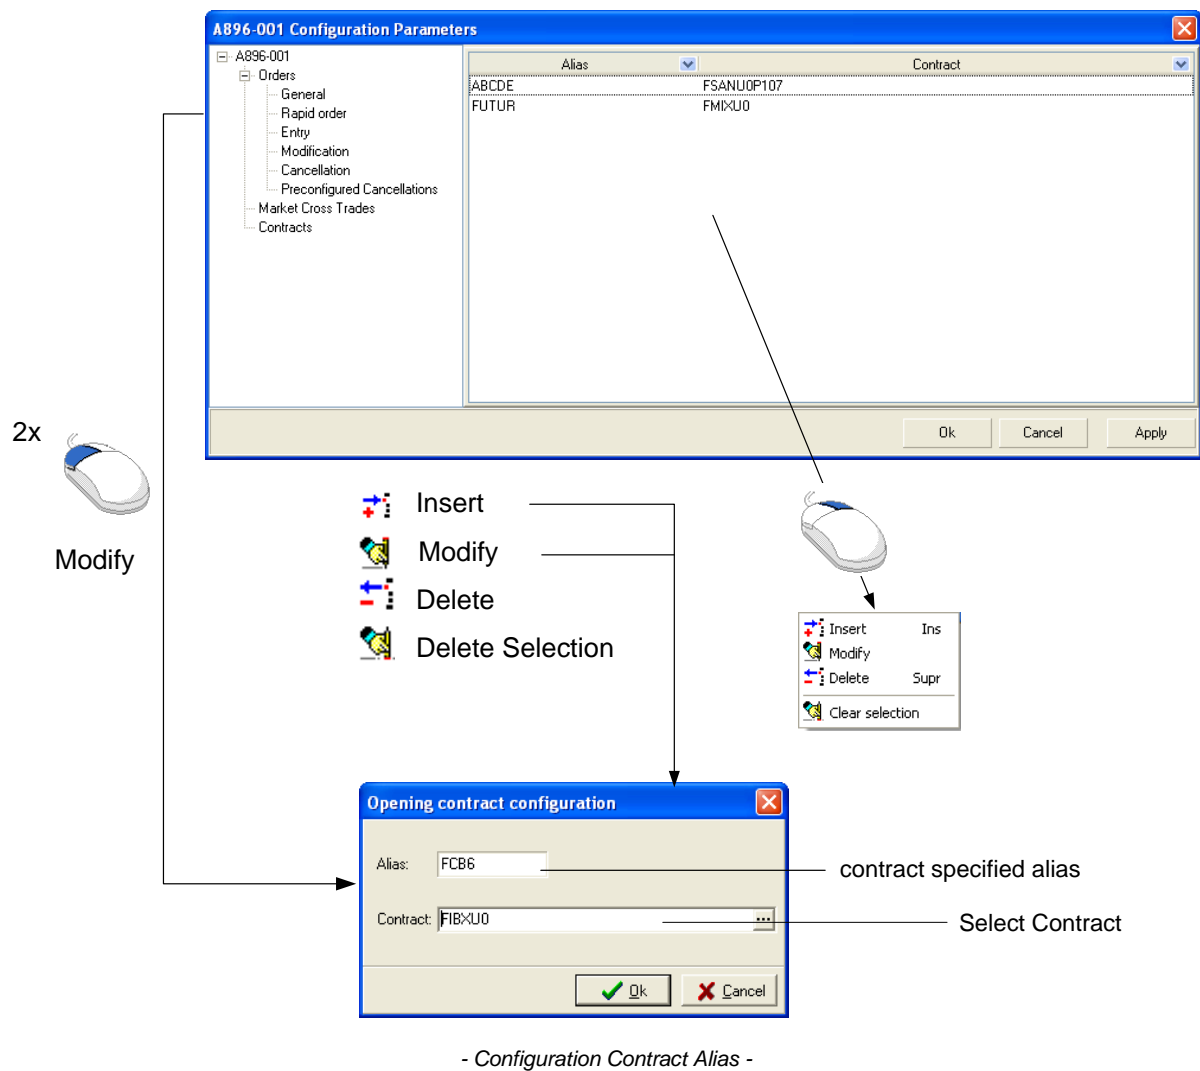 A896-001 Configuration Parameters
A896-001
Orders
General
Rapid order
Entry
Modification
Cancellation
Preconfigured Cancellations
Market Cross Trades
Contracts
Alias Contract
ABCDE FSANU0P107
FUTUR FMIXU0
Ok Cancel Apply
2x
Modify
Insert
Modify
Delete
Delete Selection
Insert Ins
Modify
Delete Supr
Clear selection
Opening contract configuration
Alias: FCB6
contract specified alias
Contract: FIBXU0 ...
Select Contract
Ok Cancel
- Configuration Contract Alias -